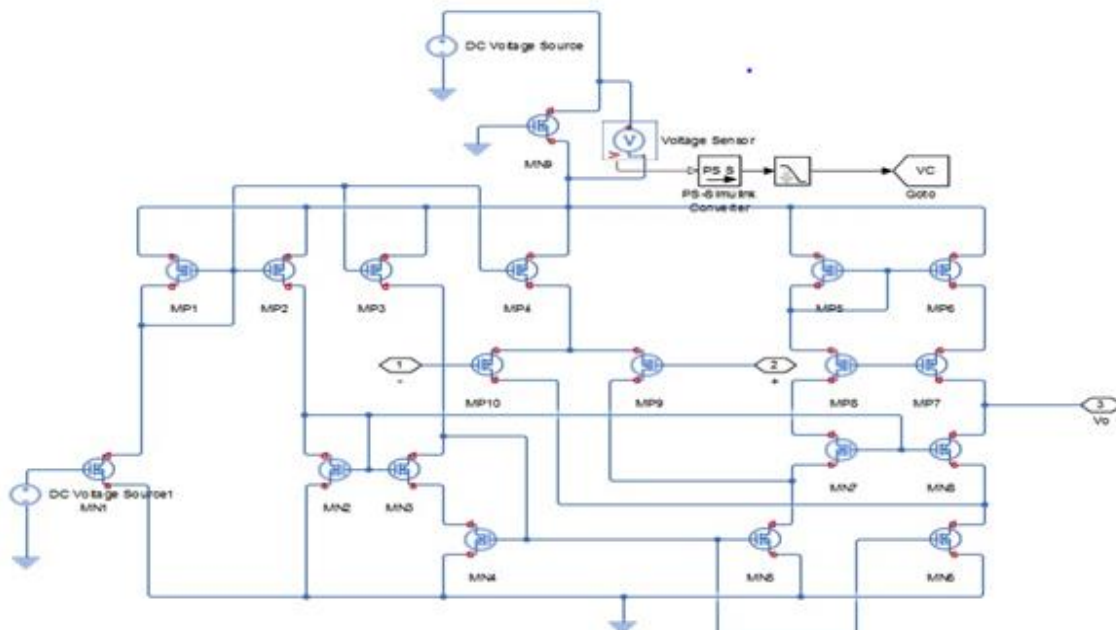 DC Voltage Source
MN9
V
Voltage Sensor
PS S
PS-Simulink
Converter
VC
Goto
MP1
MP2
MP3
MP4
MP5
MP6
1
-
MP10
MP9
2
+
MP8
MP7
3
Vo
DC Voltage Source1
MN1
MN2
MN3
MN7
MN8
MN4
MN5
MN6